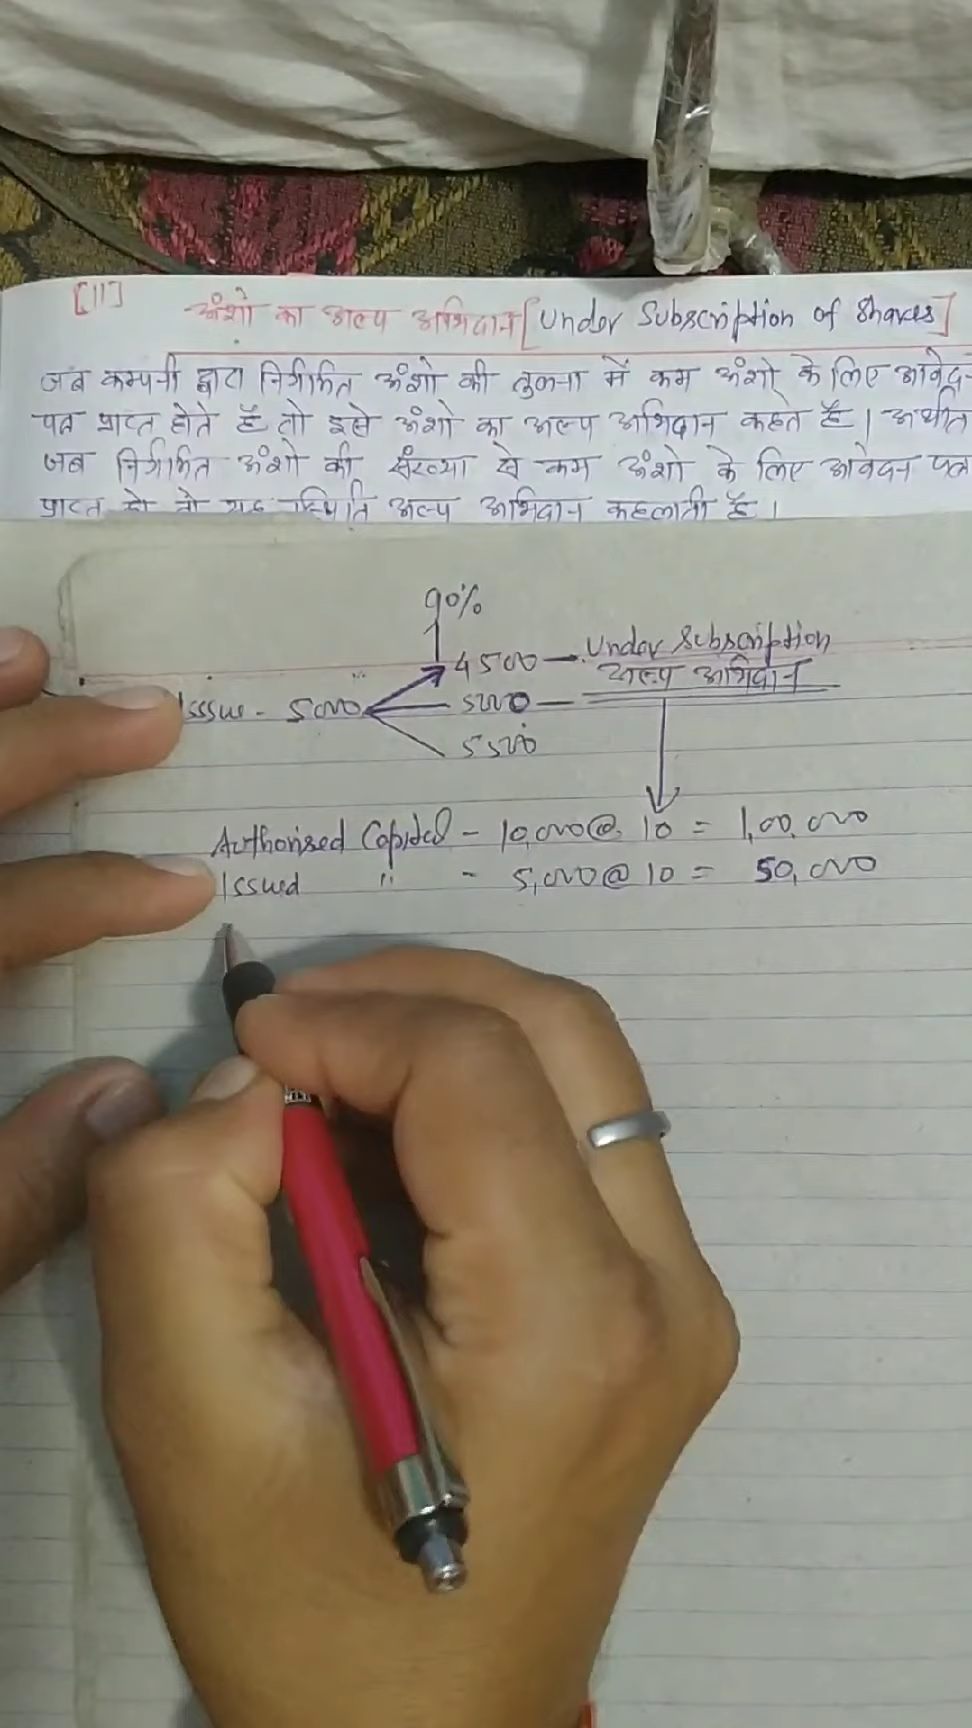 [11] अंशो का अल्प अभिदान [Under Subscription of Shares]
जब कम्पनी द्वारा निर्गमित अंशो की तुलना में कम अंशो के लिए आवेदन
पत्र प्राप्त होते है तो इसे अंशो का अल्प अभिदान कहते है। अर्थात
जब निर्गमित अंशो की संख्या से कम अंशो के लिए आवेदन पत्र
प्राप्त हो तो यह स्थिति अल्प अभिदान कहलाती है।
90%
4500 - Under Subscription
अल्प अभिदान
Issue - 5000
5000
5500
Authorised Capital - 10,000@ 10 = 1,00,000
Issued " - 5,000@10 = 50,000